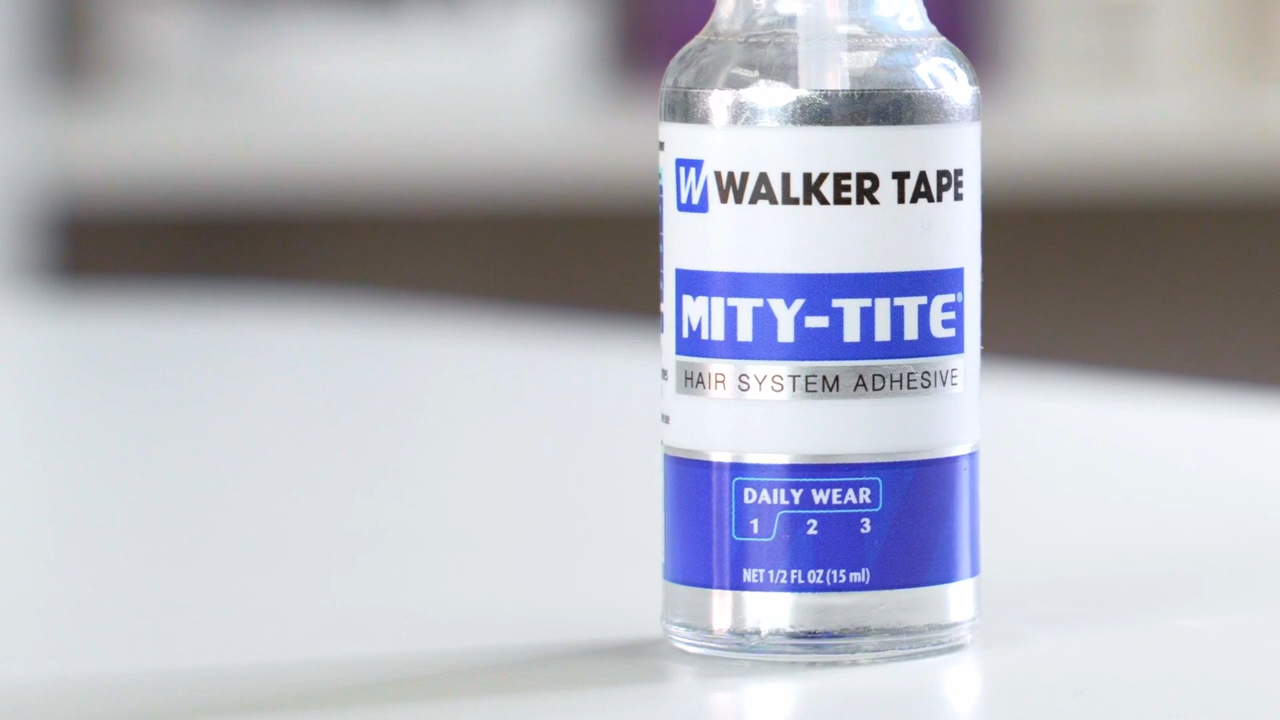 W WALKER TAPE
MITY-TITE®
HAIR SYSTEM ADHESIVE
DAILY WEAR
1 2 3
NET 1/2 FL OZ (15 ml)